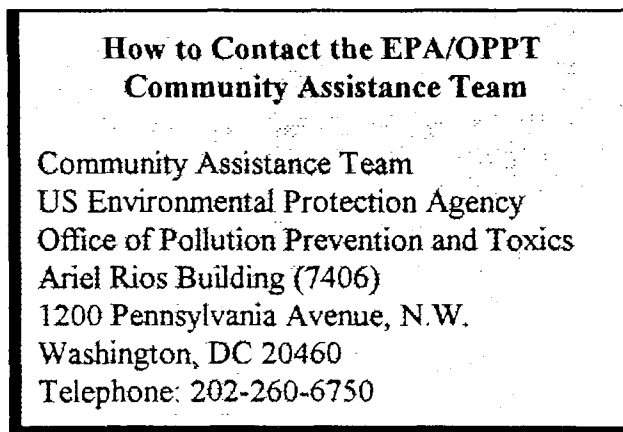 How to Contact the EPA/OPPT
Community Assistance Team
Community Assistance Team
US Environmental Protection Agency
Office of Pollution Prevention and Toxics
Ariel Rios Building (7406)
1200 Pennsylvania Avenue, N.W.
Washington, DC 20460
Telephone: 202-260-6750